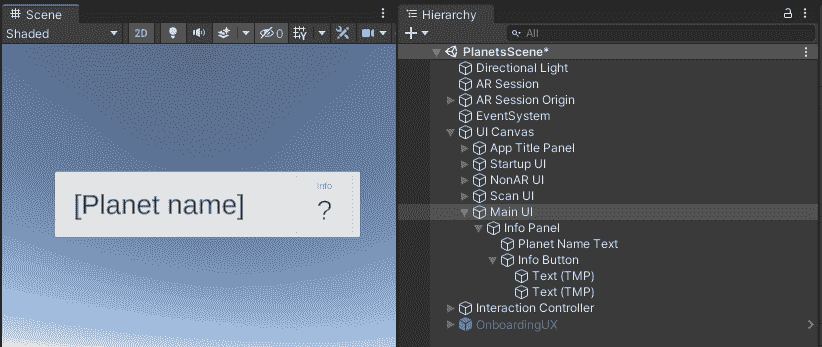 Scene
Shaded
2D
0
[Planet name]
Info
?
Hierarchy
All
PlanetsScene*
Directional Light
AR Session
AR Session Origin
EventSystem
UI Canvas
App Title Panel
Startup UI
NonAR UI
Scan UI
Main UI
Info Panel
Planet Name Text
Info Button
Text (TMP)
Text (TMP)
Interaction Controller
OnboardingUX